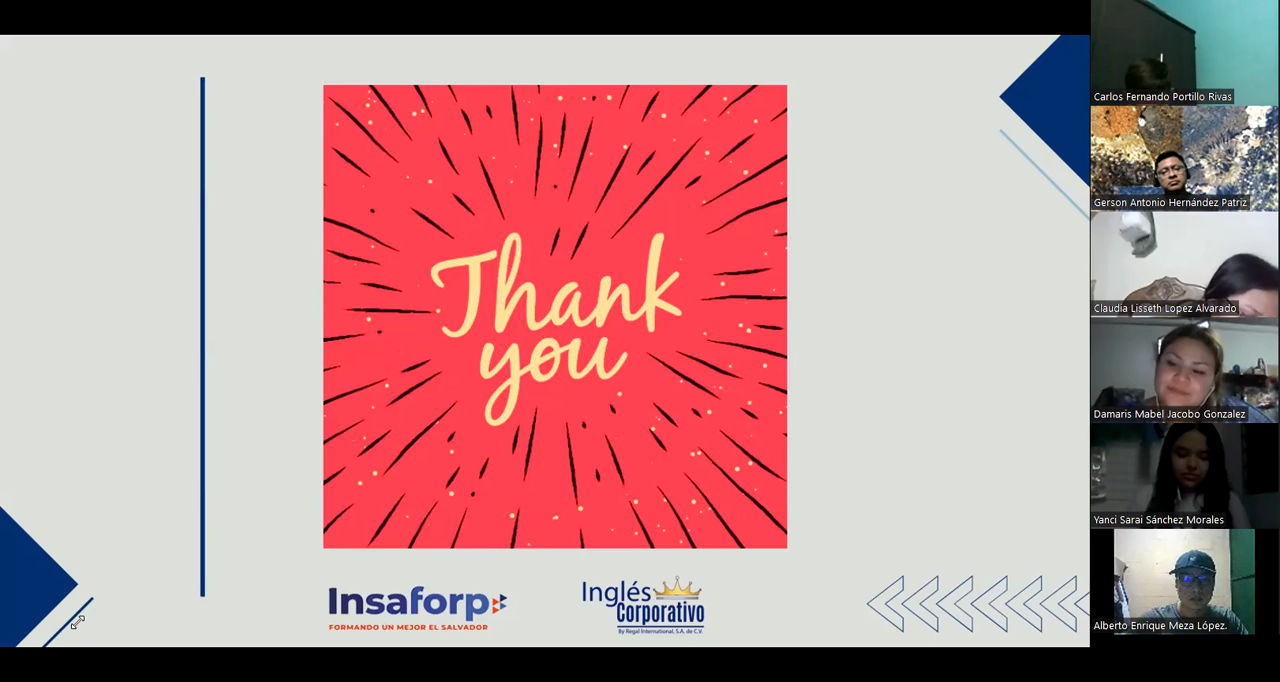 Thank
you
Insaforp
FORMANDO UN MEJOR EL SALVADOR
Inglés
Corporativo
By Regal International, S.A. de C.V.
Carlos Fernando Portillo Rivas
Gerson Antonio Hernández Patriz
Claudia Lisseth Lopez Alvarado
Damaris Mabel Jacobo Gonzalez
Yanci Sarai Sánchez Morales
Alberto Enrique Meza López.